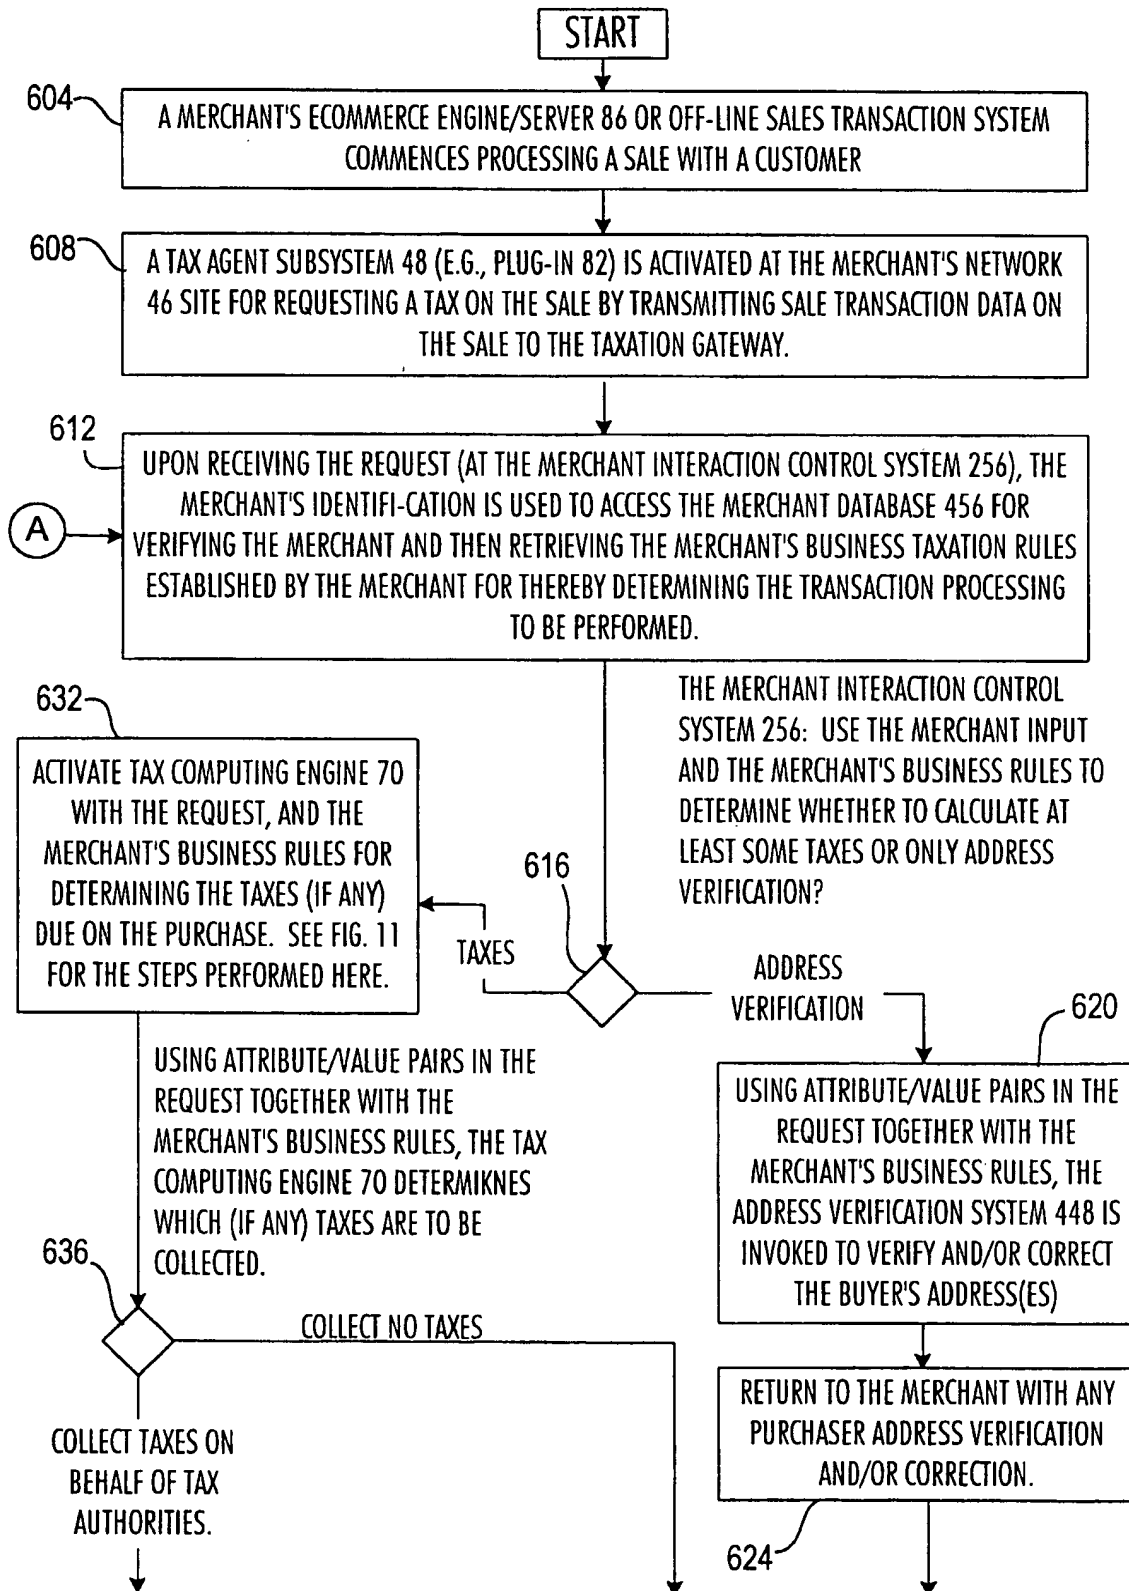 START
604
A MERCHANT'S ECOMMERCE ENGINE/SERVER 86 OR OFF-LINE SALES TRANSACTION SYSTEM
COMMENCES PROCESSING A SALE WITH A CUSTOMER
608
A TAX AGENT SUBSYSTEM 48 (E.G., PLUG-IN 82) IS ACTIVATED AT THE MERCHANT'S NETWORK
46 SITE FOR REQUESTING A TAX ON THE SALE BY TRANSMITTING SALE TRANSACTION DATA ON
THE SALE TO THE TAXATION GATEWAY.
612
A
UPON RECEIVING THE REQUEST (AT THE MERCHANT INTERACTION CONTROL SYSTEM 256), THE
MERCHANT'S IDENTIFI-CATION IS USED TO ACCESS THE MERCHANT DATABASE 456 FOR
VERIFYING THE MERCHANT AND THEN RETRIEVING THE MERCHANT'S BUSINESS TAXATION RULES
ESTABLISHED BY THE MERCHANT FOR THEREBY DETERMINING THE TRANSACTION PROCESSING
TO BE PERFORMED.
THE MERCHANT INTERACTION CONTROL
SYSTEM 256: USE THE MERCHANT INPUT
AND THE MERCHANT'S BUSINESS RULES TO
DETERMINE WHETHER TO CALCULATE AT
LEAST SOME TAXES OR ONLY ADDRESS
VERIFICATION?
632
ACTIVATE TAX COMPUTING ENGINE 70
WITH THE REQUEST, AND THE
MERCHANT'S BUSINESS RULES FOR
DETERMINING THE TAXES (IF ANY)
DUE ON THE PURCHASE. SEE FIG. 11
FOR THE STEPS PERFORMED HERE.
616
TAXES
ADDRESS
VERIFICATION
620
USING ATTRIBUTE/VALUE PAIRS IN THE
REQUEST TOGETHER WITH THE
MERCHANT'S BUSINESS RULES, THE TAX
COMPUTING ENGINE 70 DETERMIKNES
WHICH (IF ANY) TAXES ARE TO BE
COLLECTED.
USING ATTRIBUTE/VALUE PAIRS IN THE
REQUEST TOGETHER WITH THE
MERCHANT'S BUSINESS RULES, THE
ADDRESS VERIFICATION SYSTEM 448 IS
INVOKED TO VERIFY AND/OR CORRECT
THE BUYER'S ADDRESS(ES)
636
COLLECT NO TAXES
COLLECT TAXES ON
BEHALF OF TAX
AUTHORITIES.
RETURN TO THE MERCHANT WITH ANY
PURCHASER ADDRESS VERIFICATION
AND/OR CORRECTION.
624